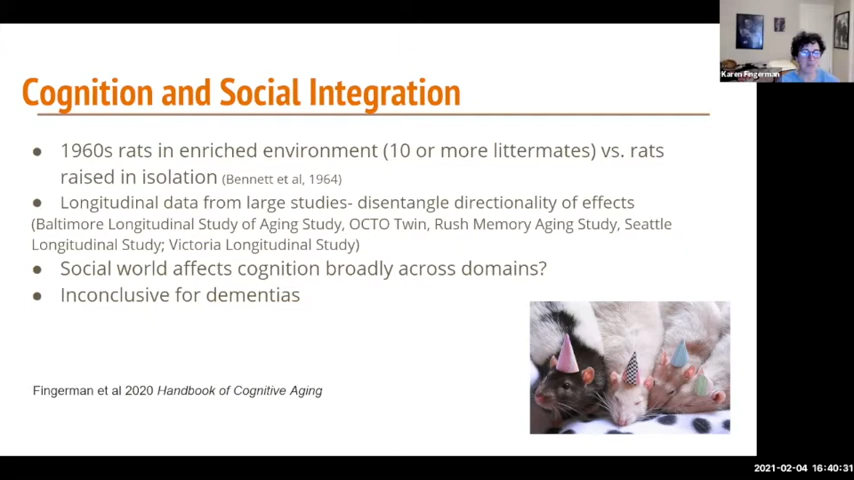 Karen Fingerman
Cognition and Social Integration
● 1960s rats in enriched environment (10 or more littermates) vs. rats
raised in isolation (Bennett et al, 1964)
● Longitudinal data from large studies- disentangle directionality of effects
(Baltimore Longitudinal Study of Aging Study, OCTO Twin, Rush Memory Aging Study, Seattle
Longitudinal Study; Victoria Longitudinal Study)
● Social world affects cognition broadly across domains?
● Inconclusive for dementias
Fingerman et al 2020 Handbook of Cognitive Aging
2021-02-04 16:40:31